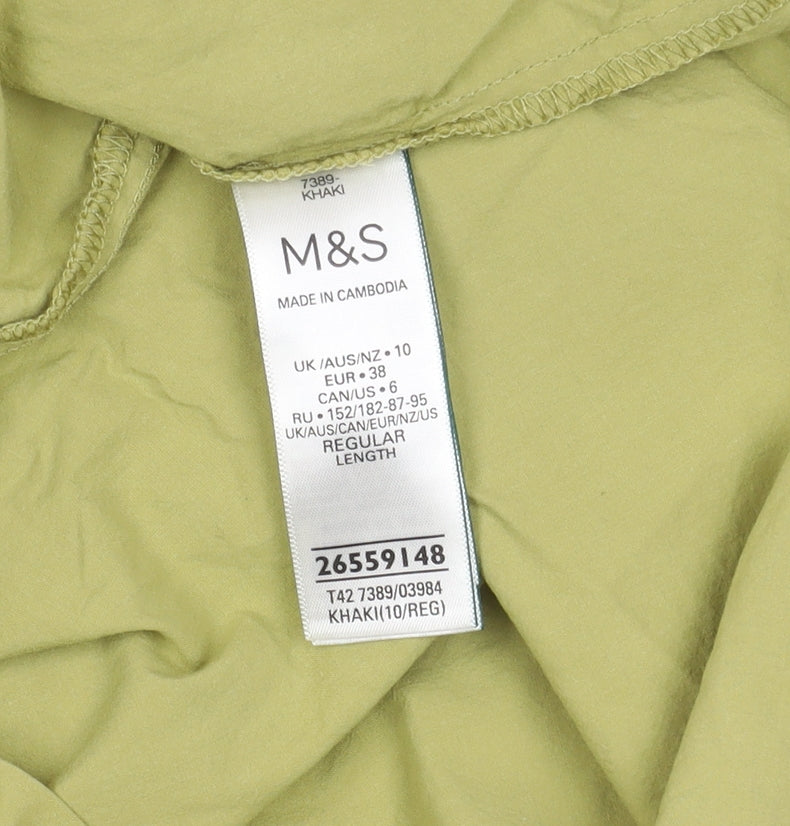 7389-
KHAKI
M&S
MADE IN CAMBODIA
UK /AUS/NZ • 10
EUR • 38
CAN/US • 6
RU • 152/182-87-95
UK/AUS/CAN/EUR/NZ/US
REGULAR
LENGTH
26559148
T42 7389/03984
KHAKI(10/REG)